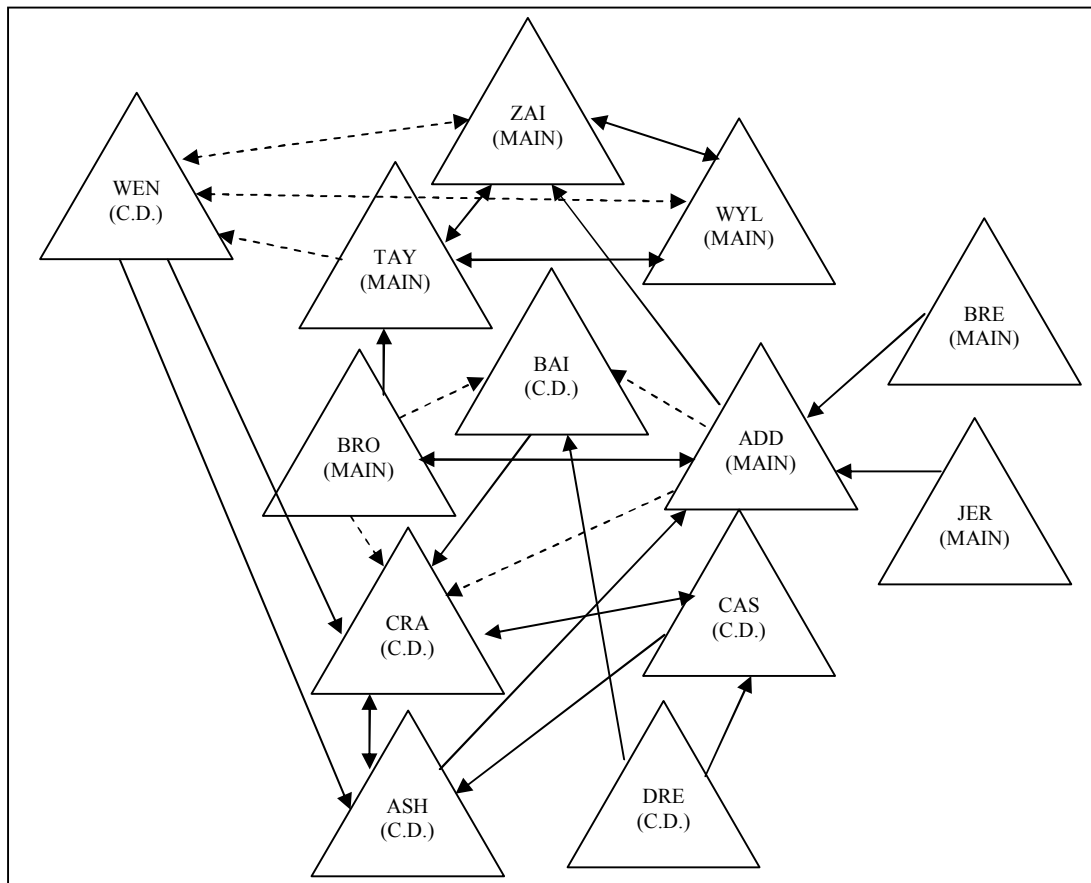 ZAI
(MAIN)
WEN
(C.D.)
WYL
(MAIN)
TAY
(MAIN)
BRE
(MAIN)
BAI
(C.D.)
BRO
(MAIN)
ADD
(MAIN)
JER
(MAIN)
CRA
(C.D.)
CAS
(C.D.)
ASH
(C.D.)
DRE
(C.D.)